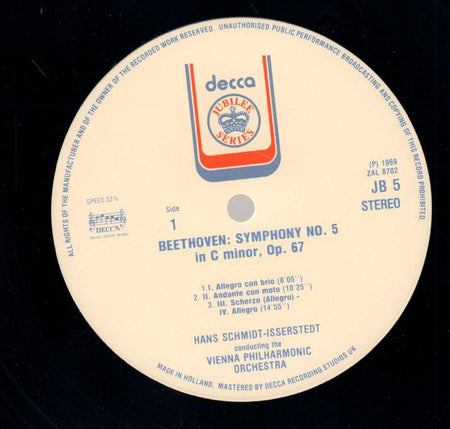 ALL RIGHTS OF THE MANUFACTURER AND OF THE OWNER OF THE RECORDED WORK RESERVED. UNAUTHORISED PUBLIC PERFORMANCE BROADCASTING AND COPYING OF THIS RECORD PROHIBITED.
decca
JUBILEE
SERIES
(P) 1969
ZAL 8702
JB 5
STEREO
SPEED 33⅓
DECCA
Side
1
BEETHOVEN: SYMPHONY NO. 5
in C minor, Op. 67
1. I. Allegro con brio (8'05")
2. II. Andante con moto (10'25")
3. III. Scherzo (Allegro) -
IV. Allegro (14'55")
HANS SCHMIDT-ISSERSTEDT
conducting the
VIENNA PHILHARMONIC
ORCHESTRA
MADE IN HOLLAND, MASTERED BY DECCA RECORDING STUDIOS UK